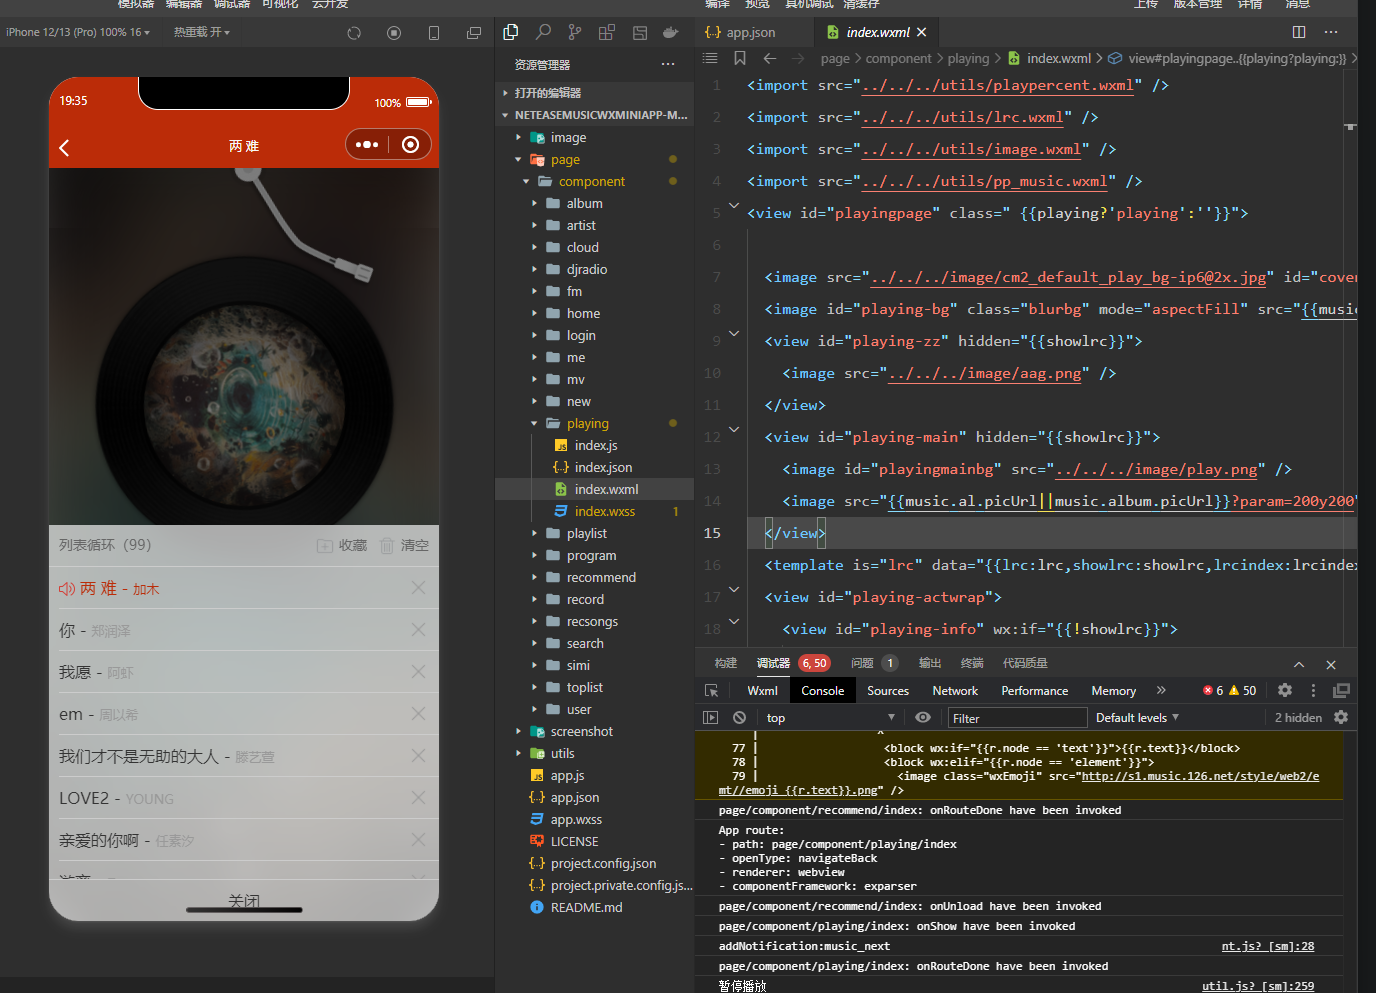 模拟器 编辑器 调试器 可视化 云开发
编译 预览 真机调试 清缓存
上传 版本管理 详情 消息
iPhone 12/13 (Pro) 100% 16 热重载 开
19:35 100%
两 难
列表循环（99） 收藏 清空
两 难 - 加木
你 - 郑润泽
我愿 - 阿虾
em - 周以希
我们才不是无助的大人 - 滕艺萱
LOVE2 - YOUNG
亲爱的你啊 - 任素汐
关闭
资源管理器
打开的编辑器
NETEASEMUSICWXMINIAPP-M...
image
page
component
album
artist
cloud
djradio
fm
home
login
me
mv
new
playing
index.js
index.json
index.wxml
index.wxss 1
playlist
program
recommend
record
recsongs
search
simi
toplist
user
screenshot
utils
app.js
app.json
app.wxss
LICENSE
project.config.json
project.private.config.js...
README.md
app.json index.wxml
page > component > playing > index.wxml > view#playingpage..{{playing?playing:}} >
1 <import src="../../../utils/playpercent.wxml" />
2 <import src="../../../utils/lrc.wxml" />
3 <import src="../../../utils/image.wxml" />
4 <import src="../../../utils/pp_music.wxml" />
5 <view id="playingpage" class=" {{playing?'playing':''}}">
6
7 <image src="../../../image/cm2_default_play_bg-ip6@2x.jpg" id="cover
8 <image id="playing-bg" class="blurbg" mode="aspectFill" src="{{music
9 <view id="playing-zz" hidden="{{showlrc}}">
10 <image src="../../../image/aag.png" />
11 </view>
12 <view id="playing-main" hidden="{{showlrc}}">
13 <image id="playingmainbg" src="../../../image/play.png" />
14 <image src="{{music.al.picUrl||music.album.picUrl}}?param=200y200"
15 </view>
16 <template is="lrc" data="{{lrc:lrc,showlrc:showlrc,lrcindex:lrcindex
17 <view id="playing-actwrap">
18 <view id="playing-info" wx:if="{{!showlrc}}">
构建 调试器 6, 50 问题 1 输出 终端 代码质量
Wxml Console Sources Network Performance Memory » 6 50
top Filter Default levels 2 hidden
77 | <block wx:if="{{r.node == 'text'}}">{{r.text}}</block>
78 | <block wx:elif="{{r.node == 'element'}}">
79 | <image class="wxEmoji" src="http://s1.music.126.net/style/web2/e
mt//emoji_{{r.text}}.png" />
page/component/recommend/index: onRouteDone have been invoked
App route:
- path: page/component/playing/index
- openType: navigateBack
- renderer: webview
- componentFramework: exparser
page/component/recommend/index: onUnload have been invoked
page/component/playing/index: onShow have been invoked
addNotification:music_next nt.js? [sm]:28
page/component/playing/index: onRouteDone have been invoked
暂停播放 util.js? [sm]:259